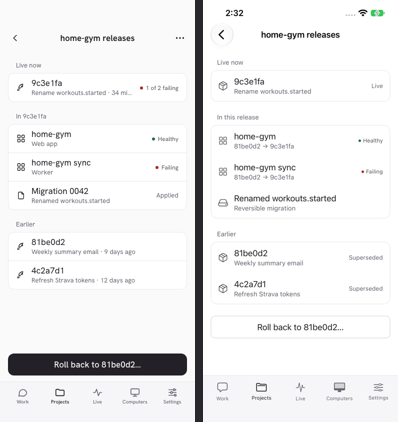 home-gym releases
Live now
9c3e1fa
Rename workouts.started · 34 mi...
1 of 2 failing
In 9c3e1fa
home-gym
Web app
Healthy
home-gym sync
Worker
Failing
Migration 0042
Renamed workouts.started
Applied
Earlier
81be0d2
Weekly summary email · 9 days ago
4c2a7d1
Refresh Strava tokens · 12 days ago
Roll back to 81be0d2...
Work
Projects
Live
Computers
Settings
2:32
home-gym releases
Live now
9c3e1fa
Rename workouts.started
Live
In this release
home-gym
81be0d2 → 9c3e1fa
Healthy
home-gym sync
81be0d2 → 9c3e1fa
Failing
Renamed workouts.started
Reversible migration
Earlier
81be0d2
Weekly summary email
Superseded
4c2a7d1
Refresh Strava tokens
Superseded
Roll back to 81be0d2...
Work
Projects
Live
Computers
Settings